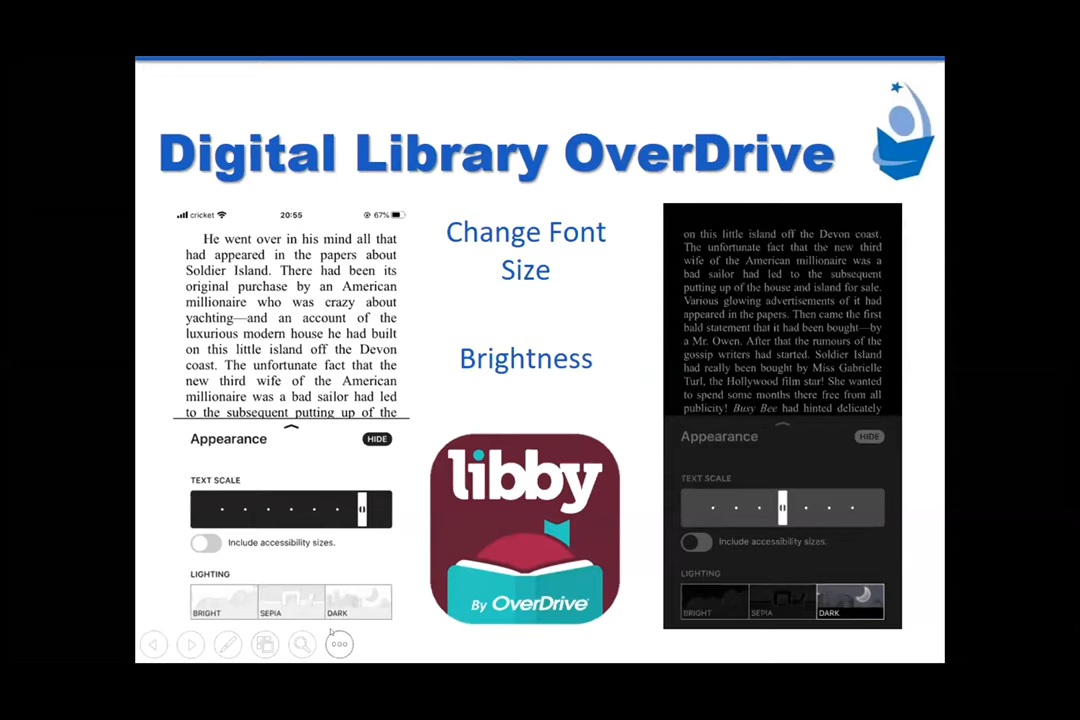 Digital Library OverDrive
cricket 20:55 67%
He went over in his mind all that
had appeared in the papers about
Soldier Island. There had been its
original purchase by an American
millionaire who was crazy about
yachting—and an account of the
luxurious modern house he had built
on this little island off the Devon
coast. The unfortunate fact that the
new third wife of the American
millionaire was a bad sailor had led
to the subsequent putting up of the
Appearance HIDE
TEXT SCALE
Include accessibility sizes.
LIGHTING
BRIGHT SEPIA DARK
Change Font
Size
Brightness
libby
By OverDrive
on this little island off the Devon coast.
The unfortunate fact that the new third
wife of the American millionaire was a
bad sailor had led to the subsequent
putting up of the house and island for sale.
Various glowing advertisements of it had
appeared in the papers. Then came the first
bald statement that it had been bought—by
a Mr. Owen. After that the rumours of the
gossip writers had started. Soldier Island
had really been bought by Miss Gabrielle
Turl, the Hollywood film star! She wanted
to spend some months there free from all
publicity! Busy Bee had hinted delicately
Appearance HIDE
TEXT SCALE
Include accessibility sizes.
LIGHTING
BRIGHT SEPIA DARK